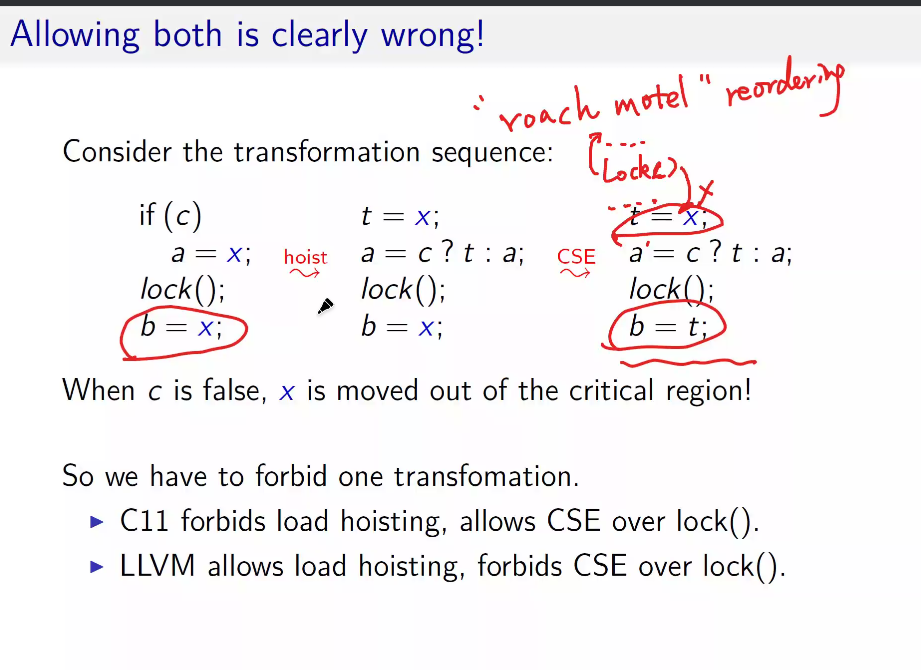 Allowing both is clearly wrong!
"roach motel" reordering
Consider the transformation sequence:
if (c) t = x; t = x;
a = x; hoist a = c ? t : a; CSE a = c ? t : a;
lock(); lock(); lock();
b = x; b = x; b = t;
When c is false, x is moved out of the critical region!
So we have to forbid one transfomation.
▶ C11 forbids load hoisting, allows CSE over lock().
▶ LLVM allows load hoisting, forbids CSE over lock().